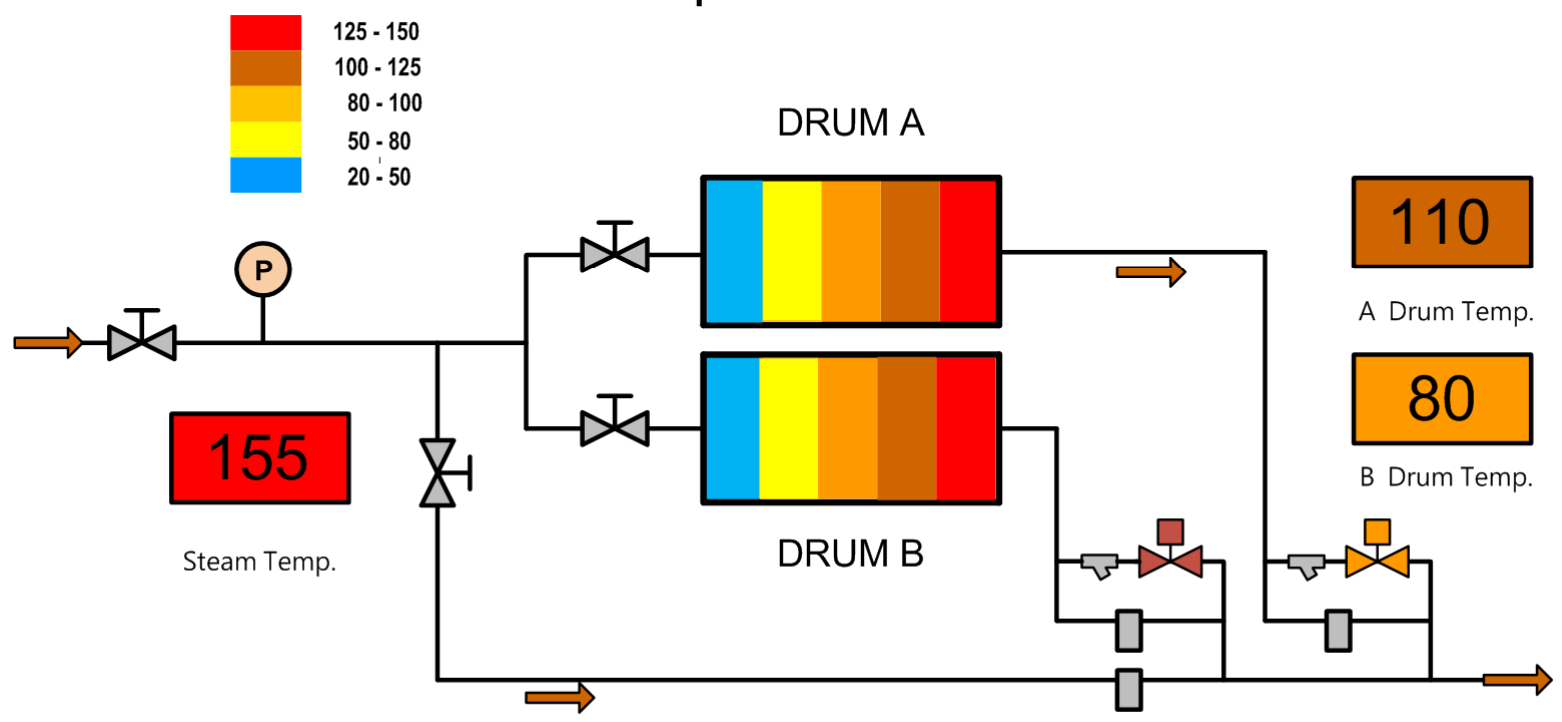 125 - 150
100 - 125
80 - 100
50 - 80
20 - 50
DRUM A
110
A Drum Temp.
P
80
B Drum Temp.
155
Steam Temp.
DRUM B